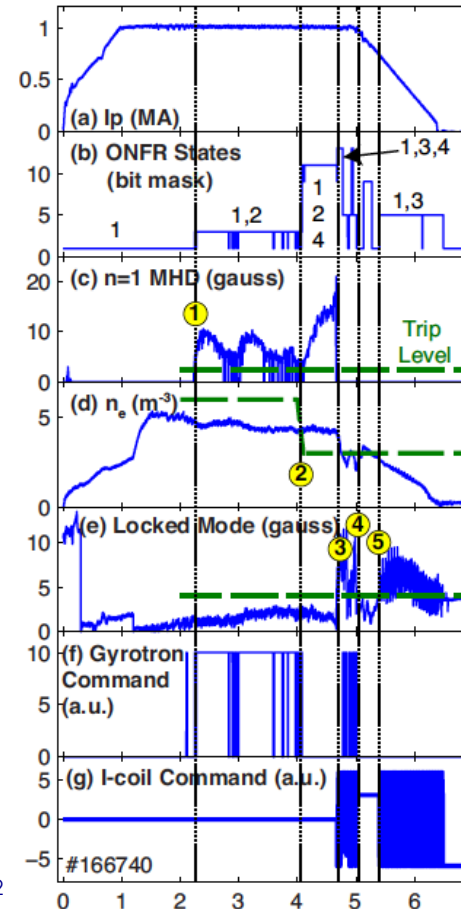 1
0.5
(a) Ip (MA)
0
(b) ONFR States
(bit mask)
1,3,4
10
5
1
1,2
1
2
4
1,3
0
20
(c) n=1 MHD (gauss)
1
10
Trip
Level
0
(d) nₑ (m⁻³)
5
2
0
(e) Locked Mode (gauss)
4
10
3
5
5
0
10
(f) Gyrotron
Command
(a.u.)
5
0
(g) I-coil Command (a.u.)
5
0
−5
#166740
0 1 2 3 4 5 6